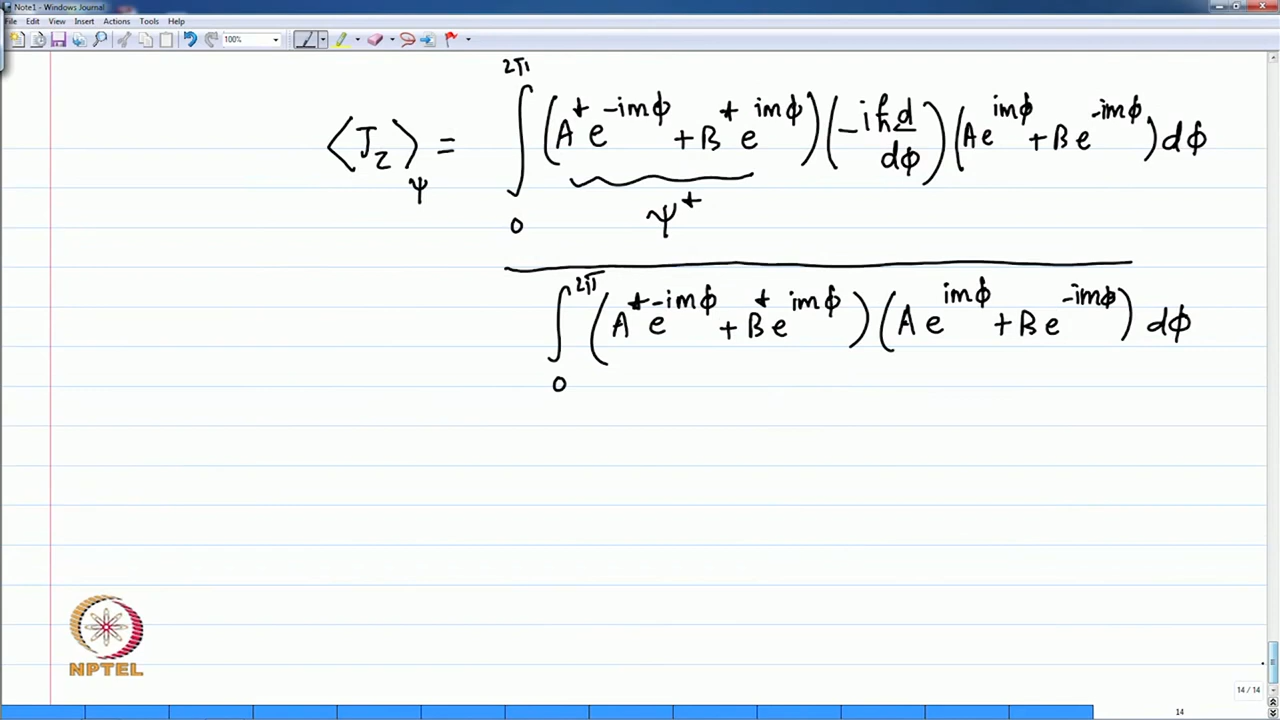 Note1 - Windows Journal
File Edit View Insert Actions Tools Help
100%
⟨J_z⟩_ψ = ∫_0^{2π} (A* e^{-imϕ} + B* e^{imϕ}) (-iħ d/dϕ) (A e^{imϕ} + B e^{-imϕ}) dϕ
ψ*
∫_0^{2π} (A* e^{-imϕ} + B* e^{imϕ}) (A e^{imϕ} + B e^{-imϕ}) dϕ
NPTEL
14 / 14
14